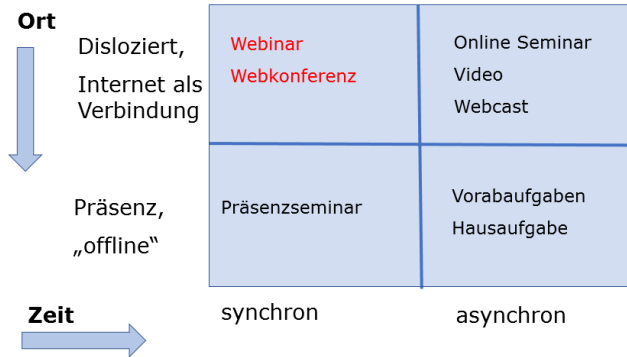 Ort
Disloziert,
Internet als
Verbindung
Webinar
Webkonferenz
Online Seminar
Video
Webcast
Präsenz,
„offline“
Präsenzseminar
Vorabaufgaben
Hausaufgabe
Zeit
synchron
asynchron